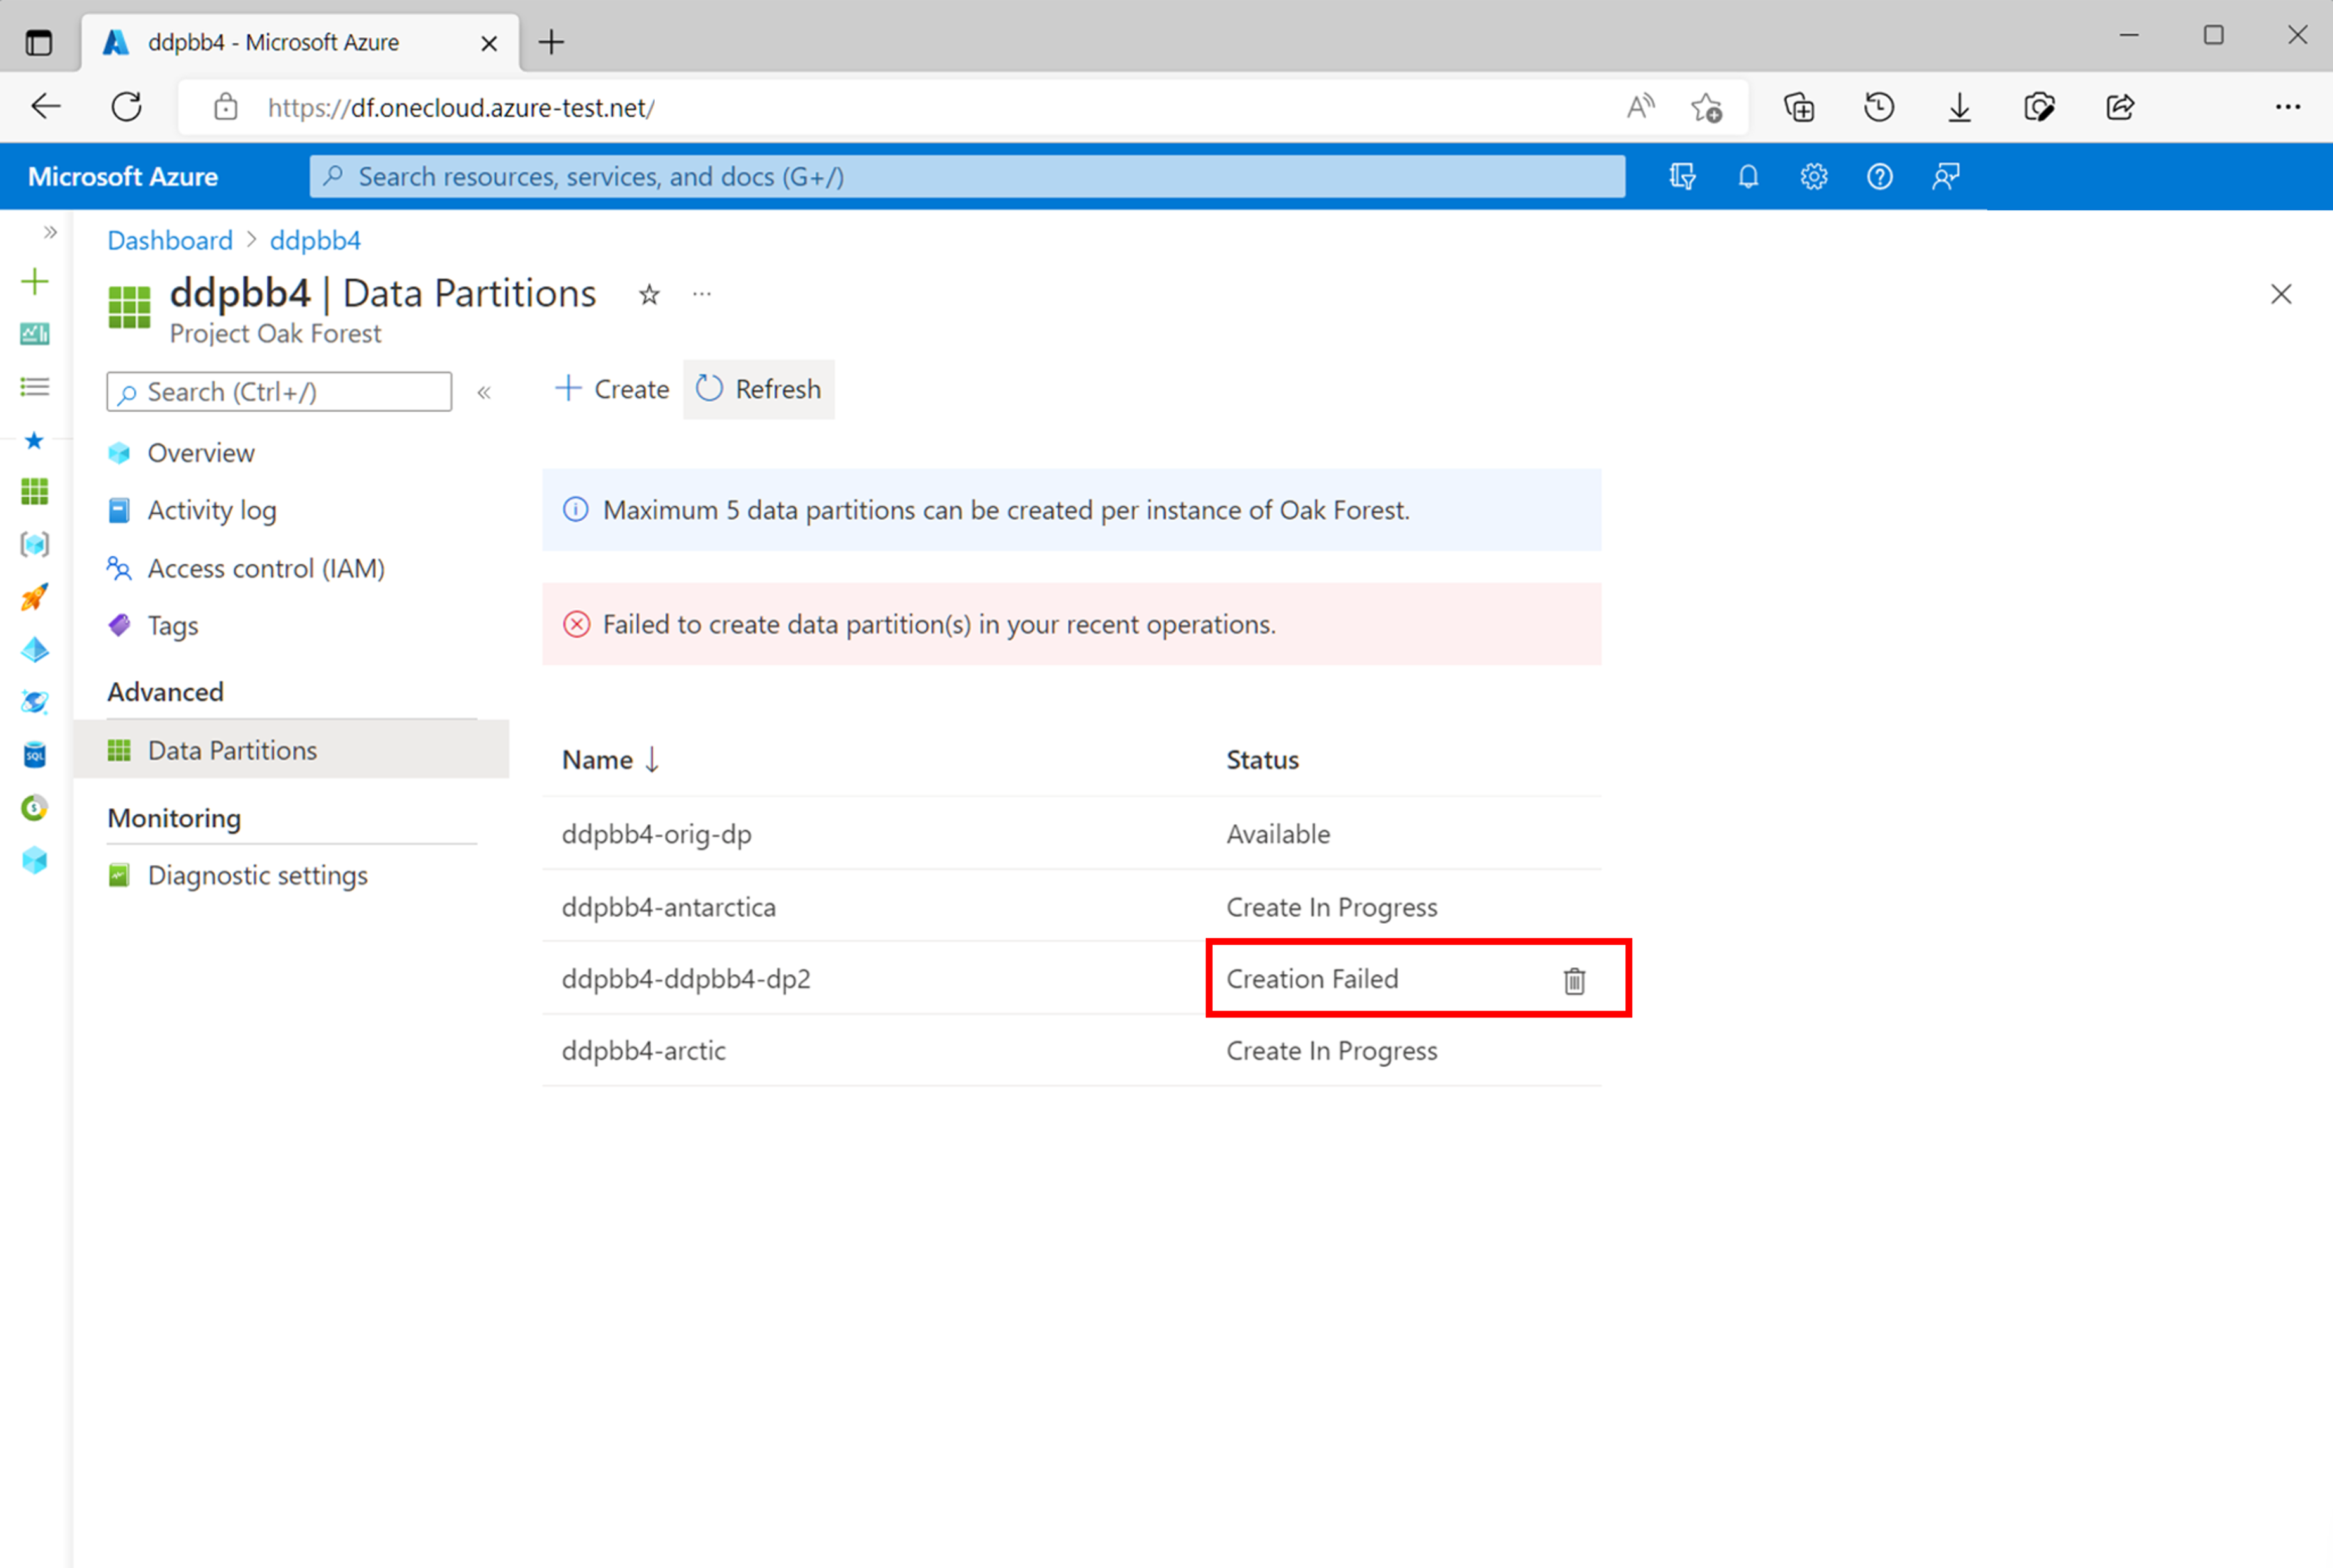 ddpbb4 - Microsoft Azure
https://df.onecloud.azure-test.net/
Microsoft Azure
Search resources, services, and docs (G+/)
Dashboard > ddpbb4
ddpbb4 | Data Partitions
Project Oak Forest
Search (Ctrl+/)
Overview
Activity log
Access control (IAM)
Tags
Advanced
Data Partitions
Monitoring
Diagnostic settings
Create Refresh
Maximum 5 data partitions can be created per instance of Oak Forest.
Failed to create data partition(s) in your recent operations.
Name ↓ Status
ddpbb4-orig-dp Available
ddpbb4-antarctica Create In Progress
ddpbb4-ddpbb4-dp2 Creation Failed
ddpbb4-arctic Create In Progress
SQL